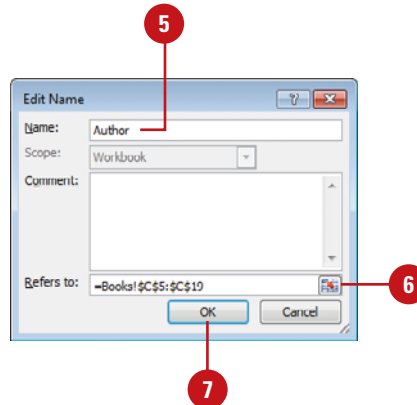 5
Edit Name
Name: Author
Scope: Workbook
Comment:
Refers to: =Books!$C$5:$C$19
6
OK Cancel
7